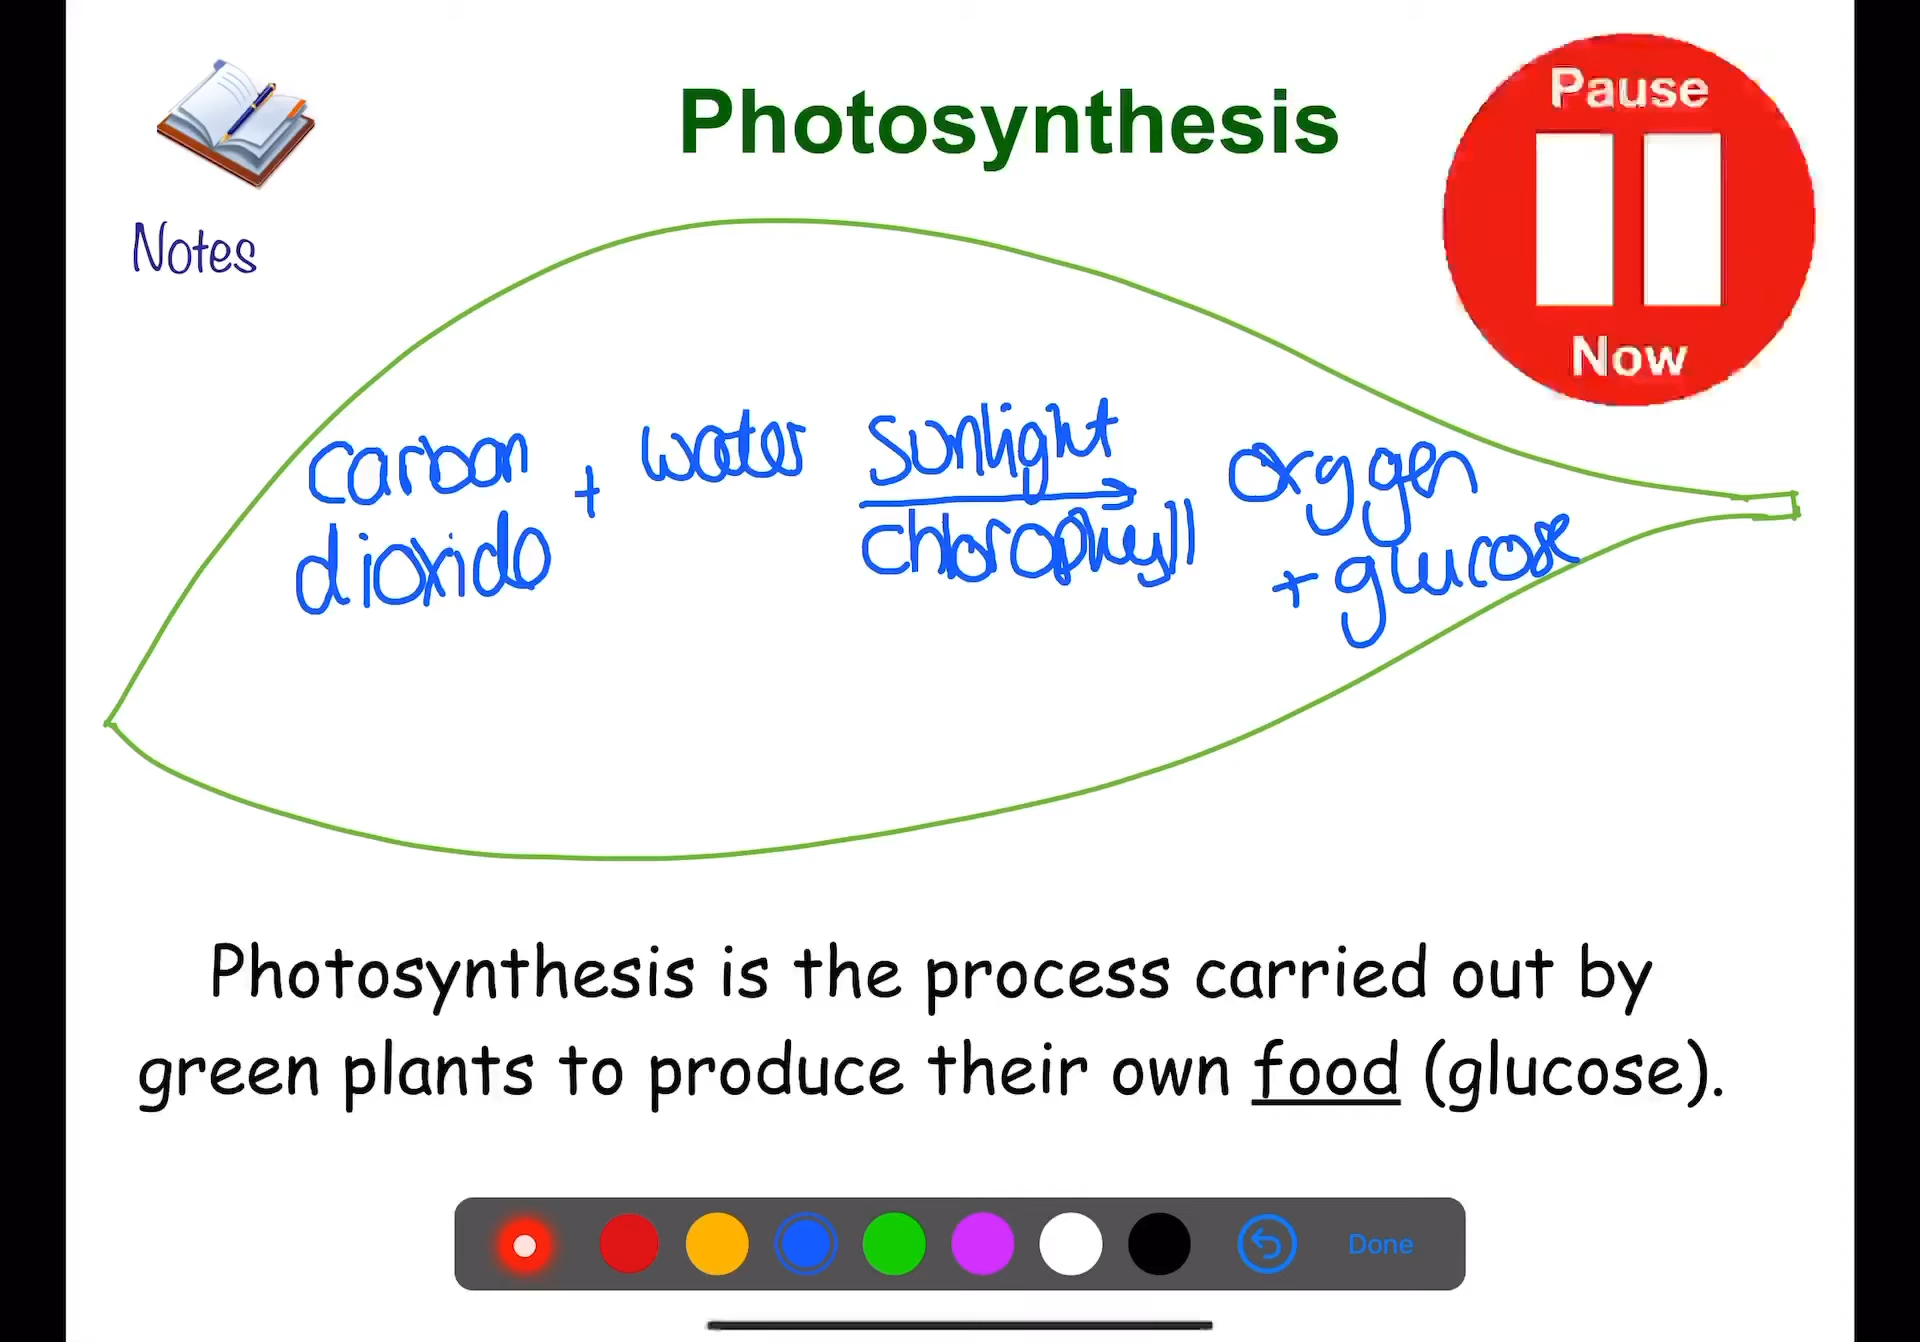 Photosynthesis
Pause
Now
Notes
carbon
dioxide
+ water
sunlight
chlorophyll
oxygen
+ glucose
Photosynthesis is the process carried out by
green plants to produce their own food (glucose).
Done